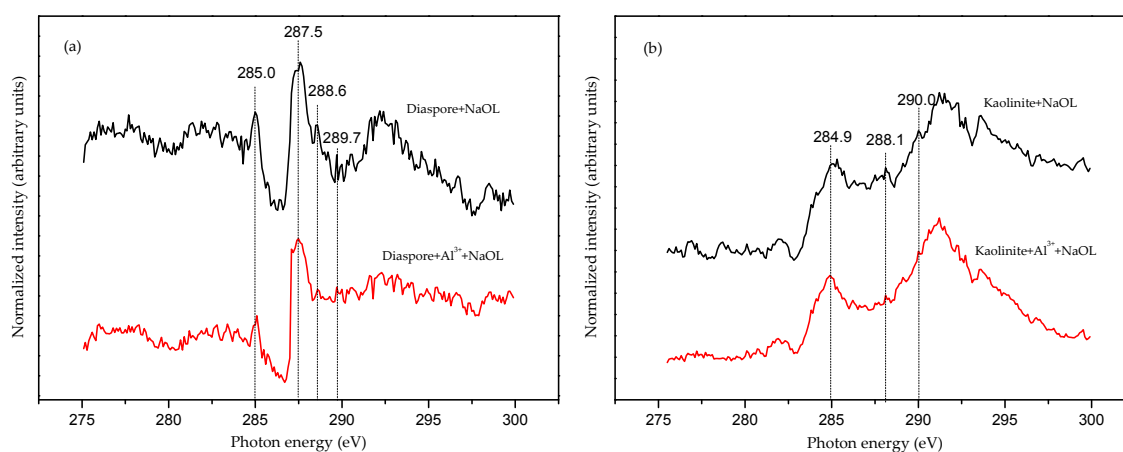 (a)
287.5
285.0
288.6
289.7
Diaspore+NaOL
Diaspore+Al³⁺+NaOL
Normalized intensity (arbitrary units)
275 280 285 290 295 300
Photon energy (eV)
(b)
290.0
284.9
288.1
Kaolinite+NaOL
Kaolinite+Al³⁺+NaOL
Normalized intensity (arbitrary units)
275 280 285 290 295 300
Photon energy (eV)